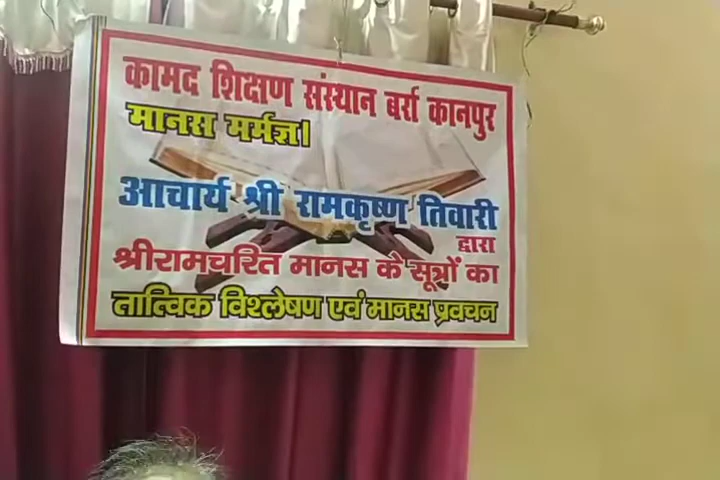 कामद शिक्षण संस्थान बर्रा कानपुर
मानस मर्मज्ञ।
आचार्य श्री रामकृष्ण तिवारी
द्वारा
श्रीरामचरित मानस के सूत्रों का
तात्विक विश्लेषण एवं मानस प्रवचन